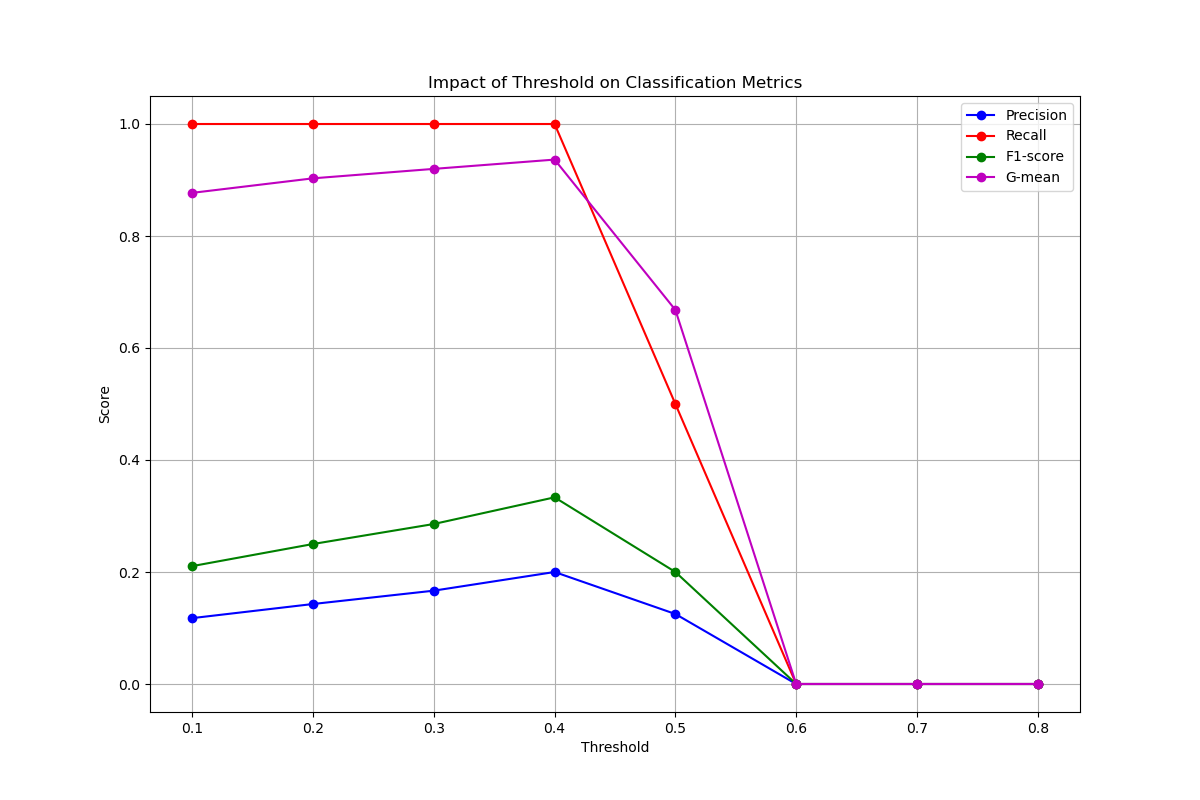 Impact of Threshold on Classification Metrics
Precision
Recall
F1-score
G-mean
1.0
0.8
0.6
0.4
0.2
0.0
Score
0.1 0.2 0.3 0.4 0.5 0.6 0.7 0.8
Threshold